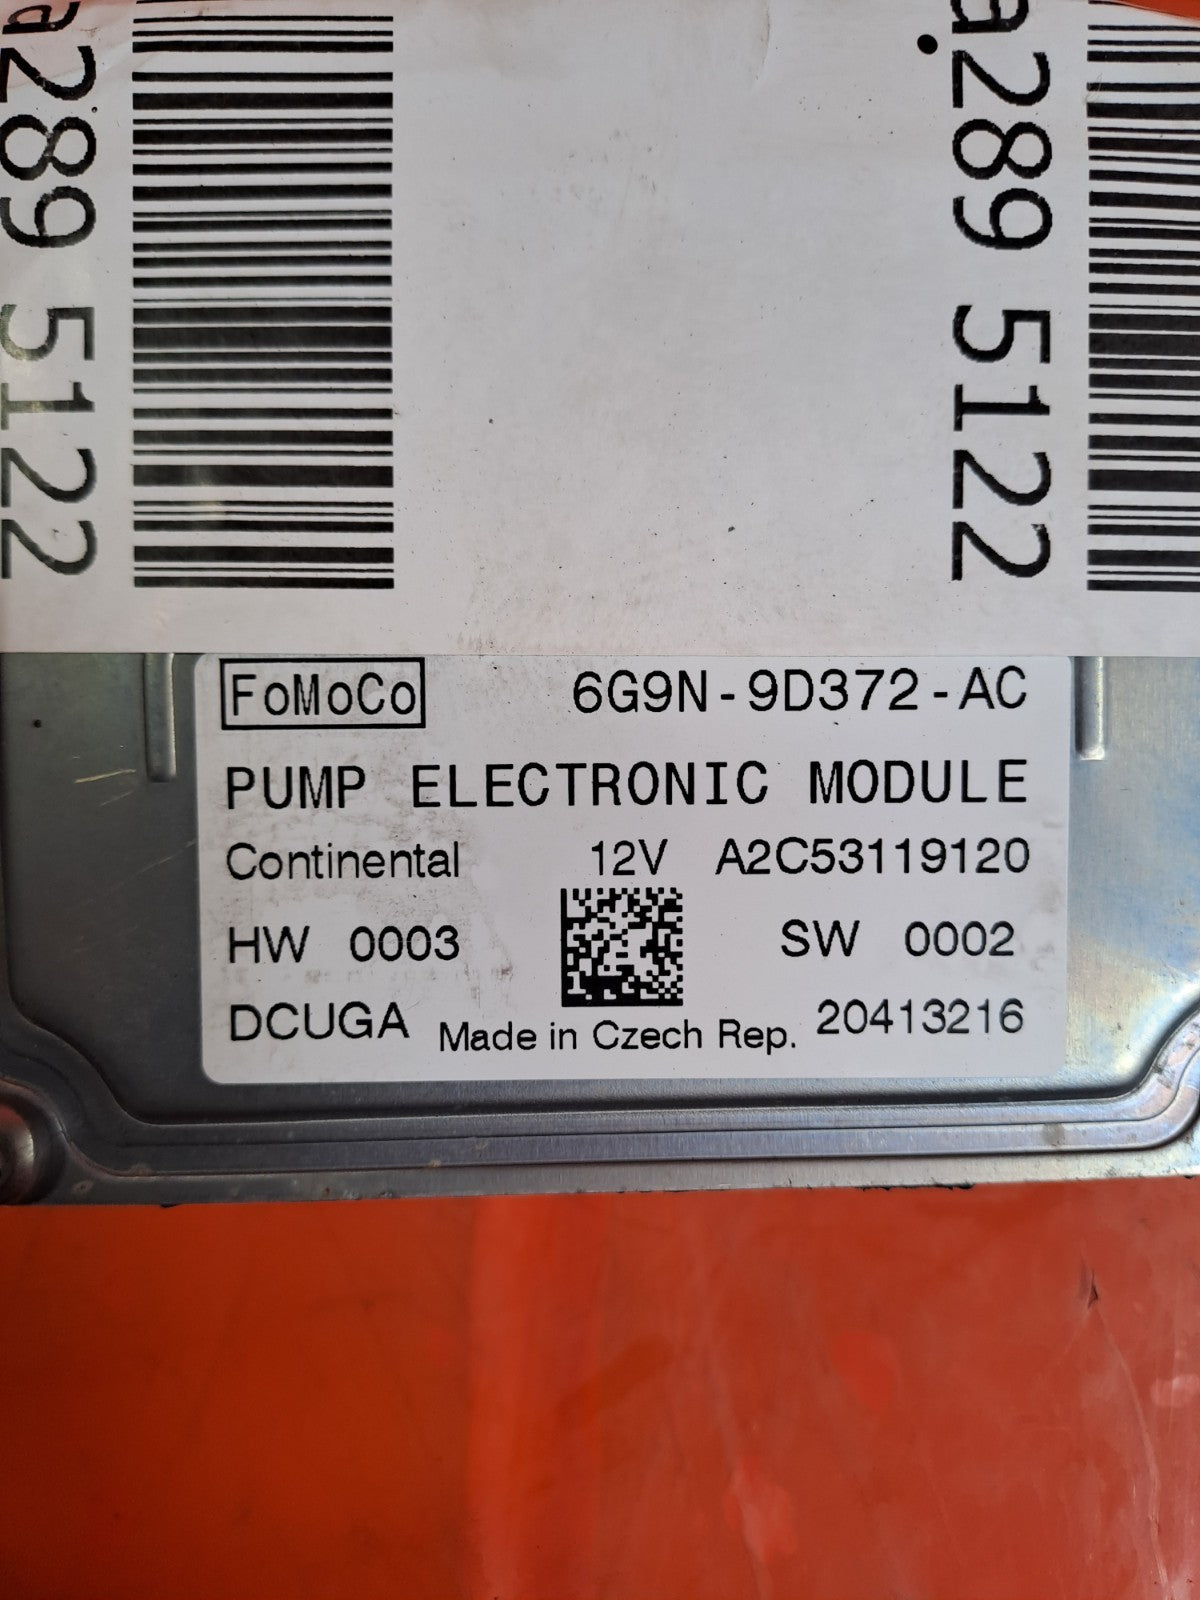 a289 5122
a289 5122
FoMoCo 6G9N-9D372-AC
PUMP ELECTRONIC MODULE
Continental 12V A2C53119120
HW 0003 SW 0002
DCUGA Made in Czech Rep. 20413216